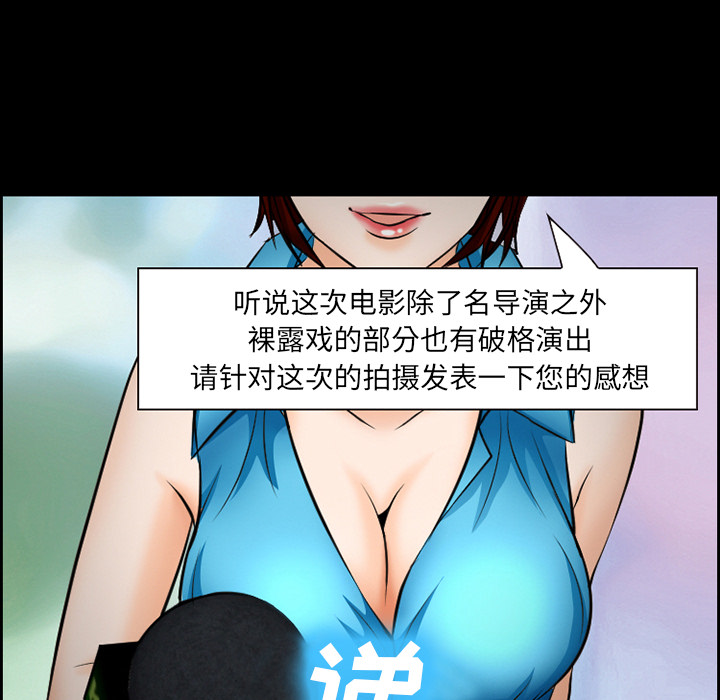 听说这次电影除了名导演之外
裸露戏的部分也有破格演出
请针对这次的拍摄发表一下您的感想
递